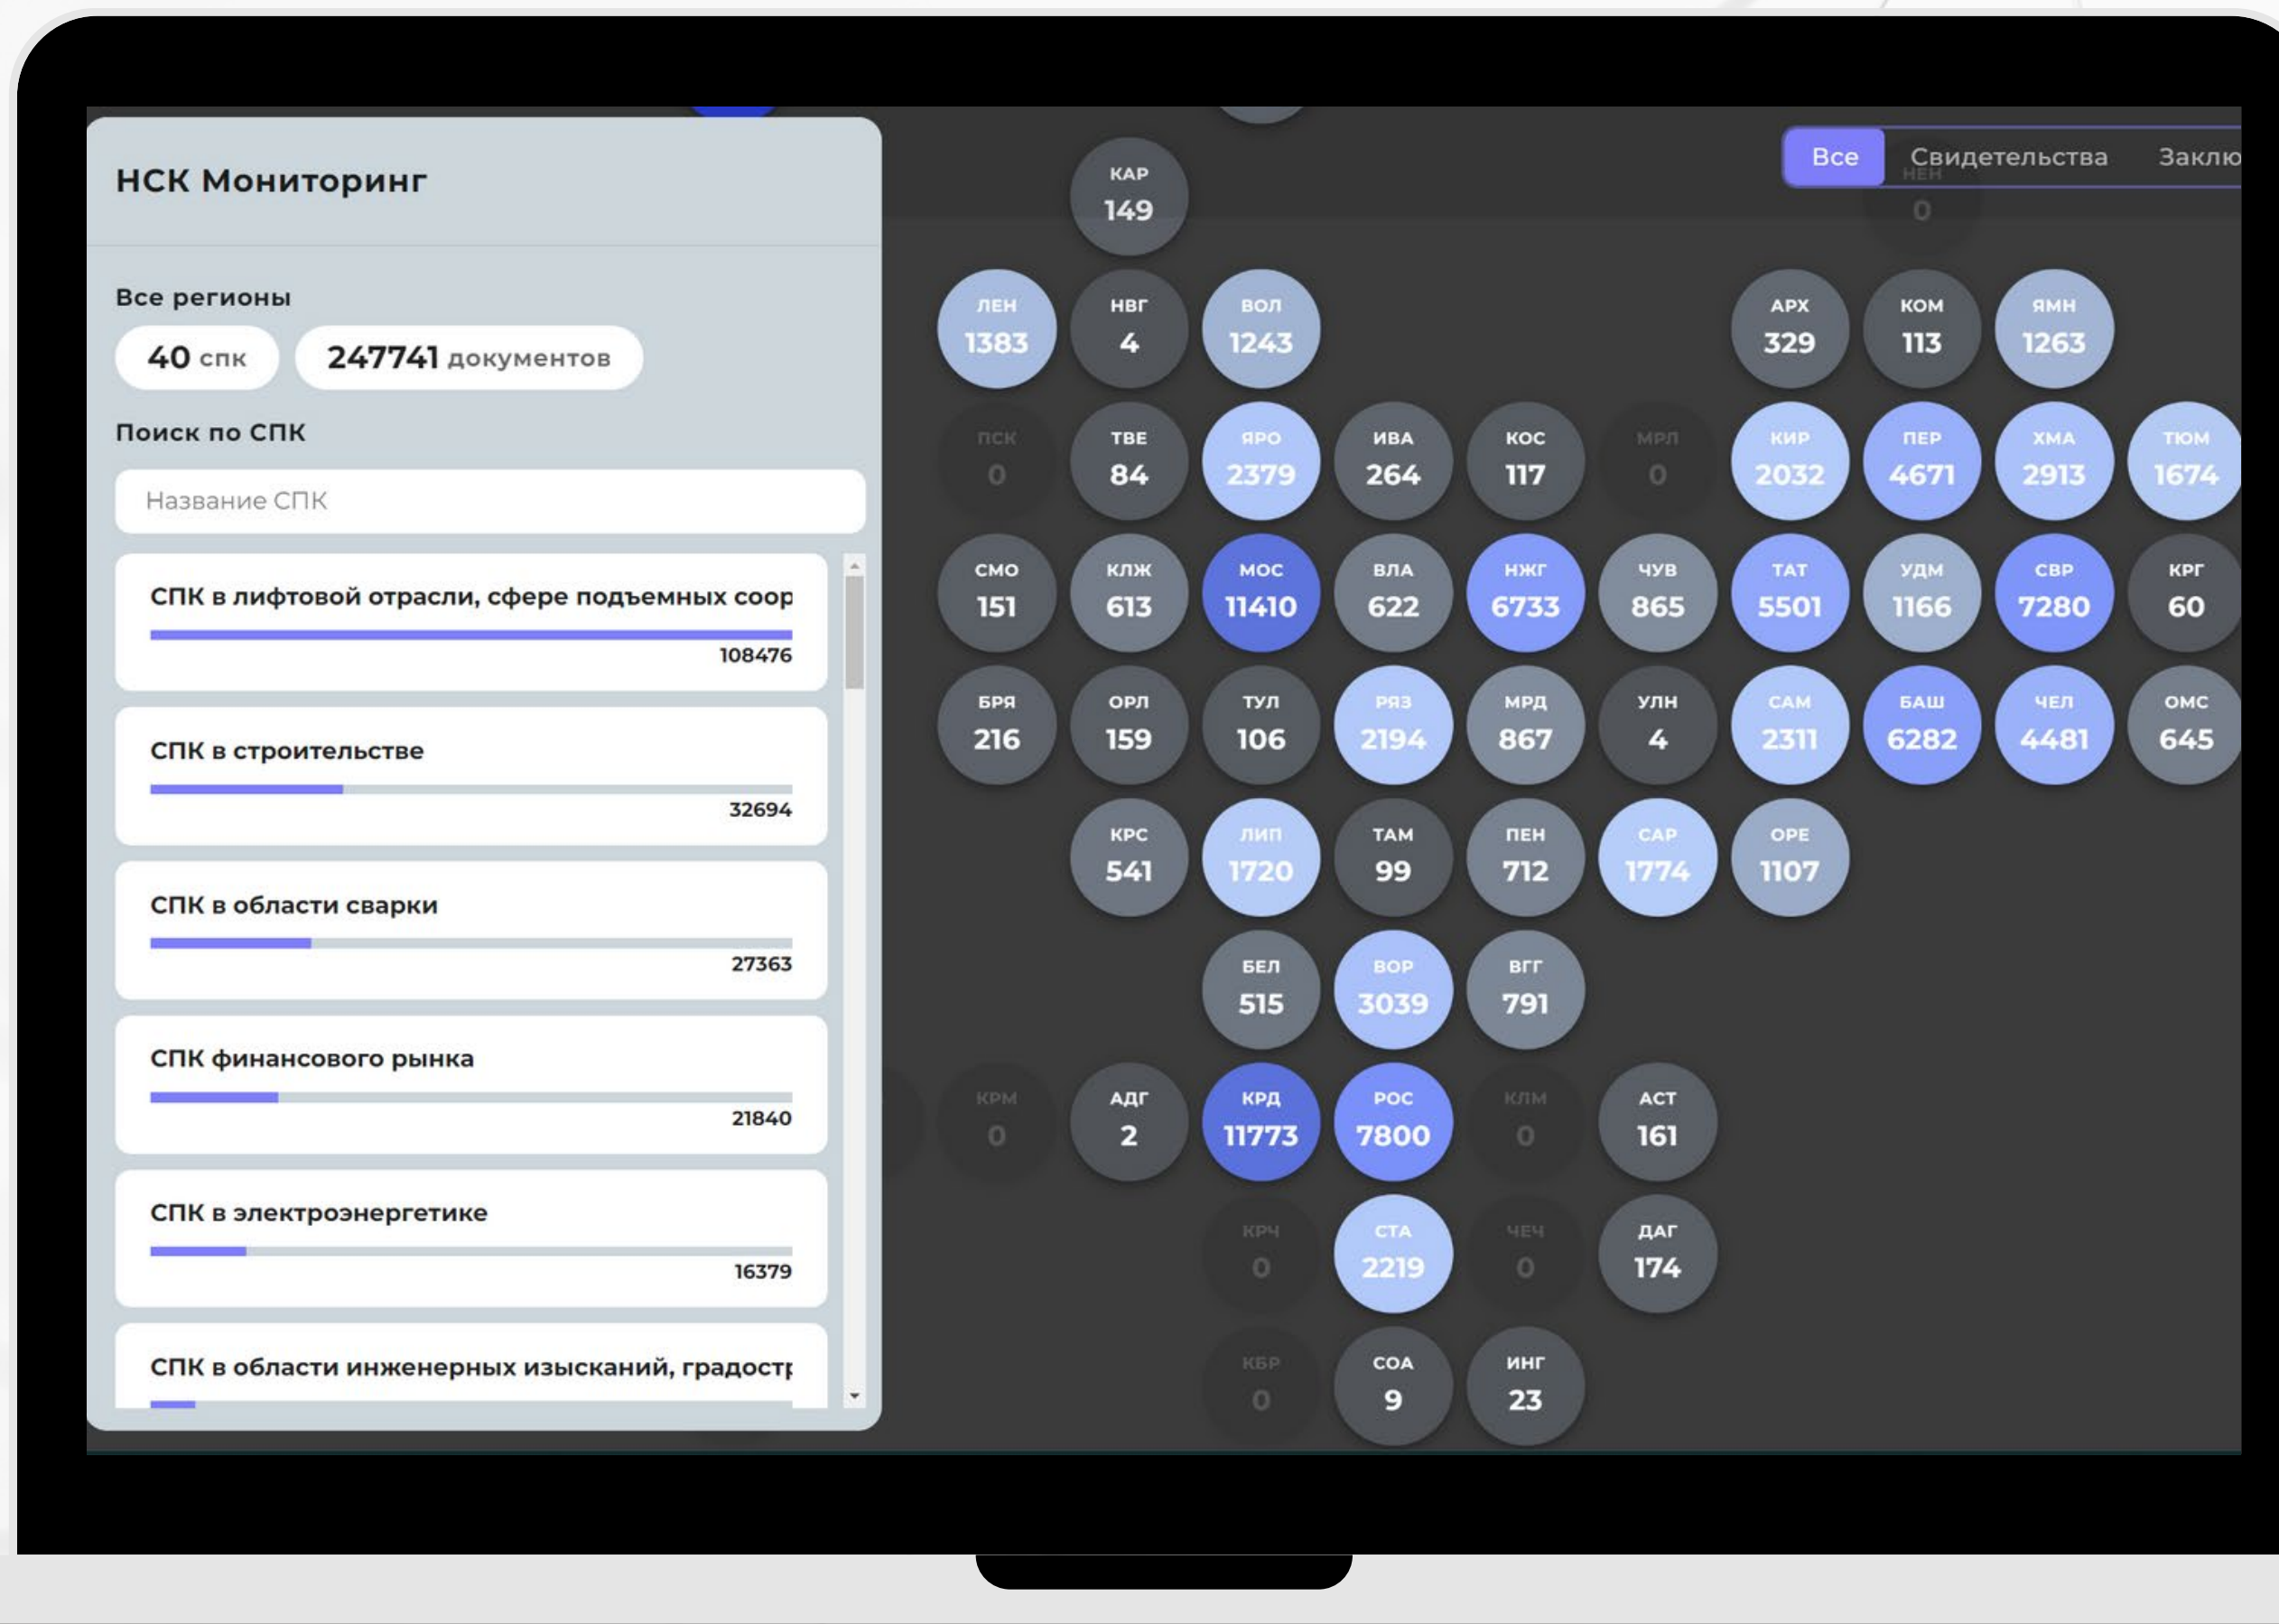 НСК Мониторинг
Все регионы
40 спк 247741 документов
Поиск по СПК
Название СПК
СПК в лифтовой отрасли, сфере подъемных соор
108476
СПК в строительстве
32694
СПК в области сварки
27363
СПК финансового рынка
21840
СПК в электроэнергетике
16379
СПК в области инженерных изысканий, градостр
Все Свидетельства Заклю
КАР НЕН
149 0
ЛЕН НВГ ВОЛ АРХ КОМ ЯМН
1383 4 1243 329 113 1263
ПСК ТВЕ ЯРО ИВА КОС МРЛ КИР ПЕР ХМА ТЮМ
0 84 2379 264 117 0 2032 4671 2913 1674
СМО КЛЖ МОС ВЛА НЖГ ЧУВ ТАТ УДМ СВР КРГ
151 613 11410 622 6733 865 5501 1166 7280 60
БРЯ ОРЛ ТУЛ РЯЗ МРД УЛН САМ БАШ ЧЕЛ ОМС
216 159 106 2194 867 4 2311 6282 4481 645
КРС ЛИП ТАМ ПЕН САР ОРЕ
541 1720 99 712 1774 1107
БЕЛ ВОР ВГГ
515 3039 791
КРМ АДГ КРД РОС КЛМ АСТ
0 2 11773 7800 0 161
КРЧ СТА ЧЕЧ ДАГ
0 2219 0 174
КБР СОА ИНГ
0 9 23